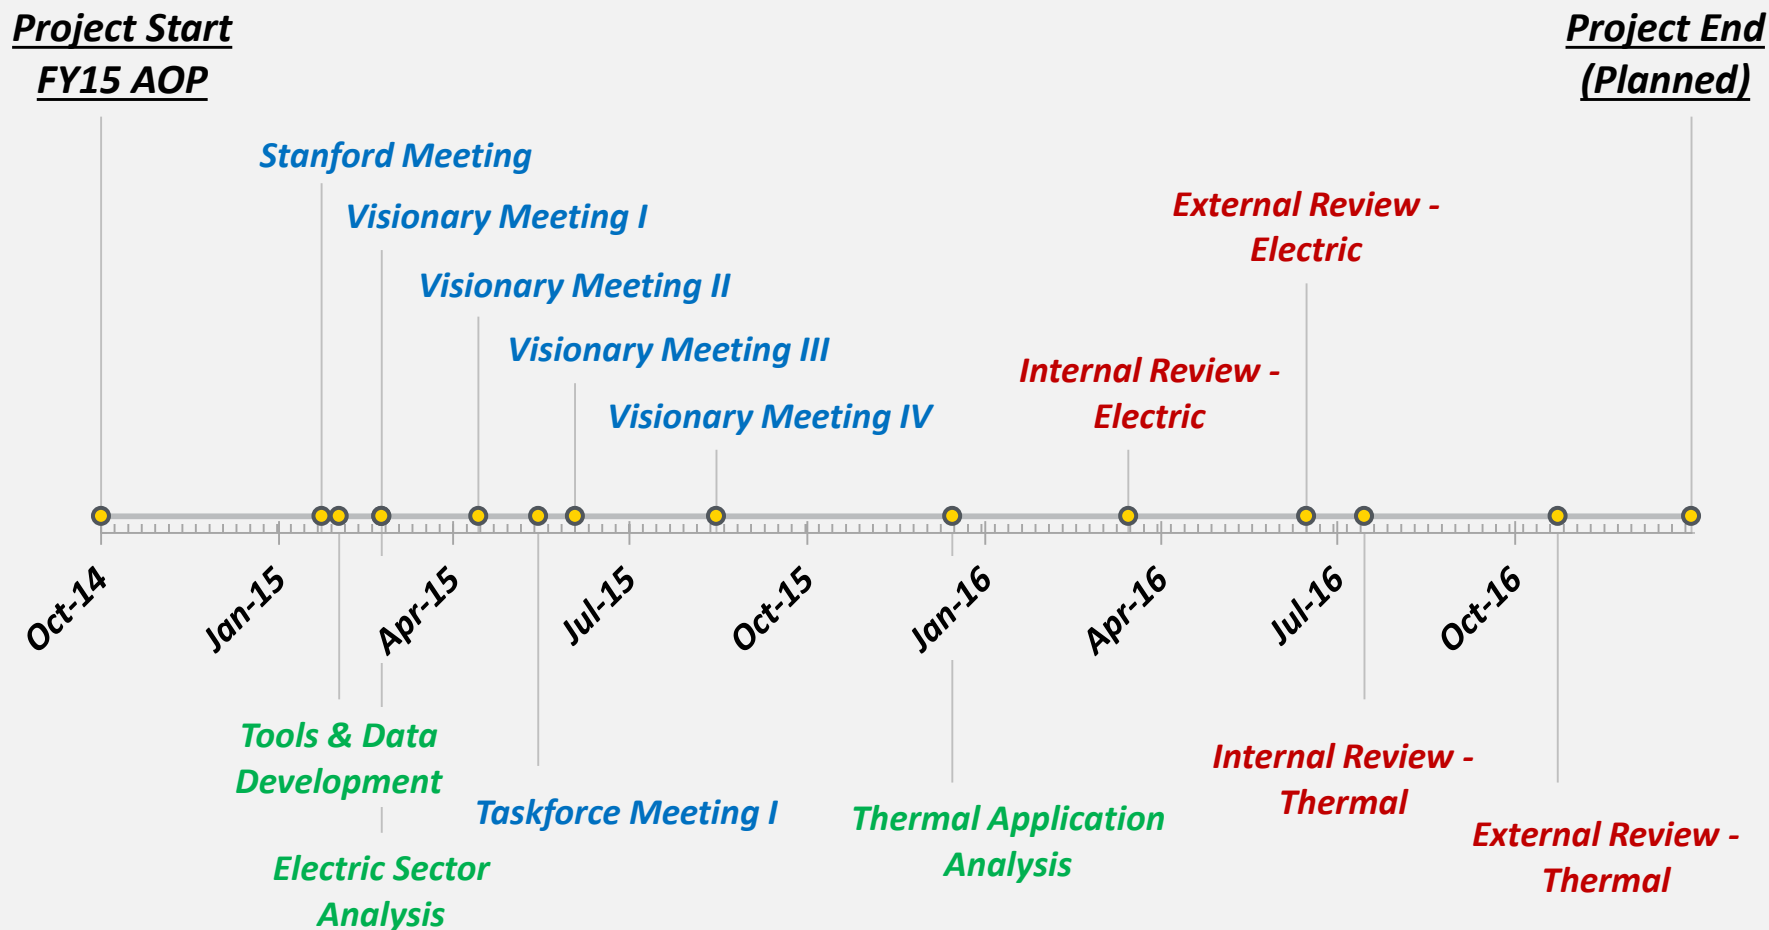 Project Start
FY15 AOP
Project End
(Planned)
Stanford Meeting
Visionary Meeting I
Visionary Meeting II
Visionary Meeting III
Visionary Meeting IV
External Review -
Electric
Internal Review -
Electric
Oct-14
Jan-15
Apr-15
Jul-15
Oct-15
Jan-16
Apr-16
Jul-16
Oct-16
Tools & Data
Development
Electric Sector
Analysis
Taskforce Meeting I
Thermal Application
Analysis
Internal Review -
Thermal
External Review -
Thermal